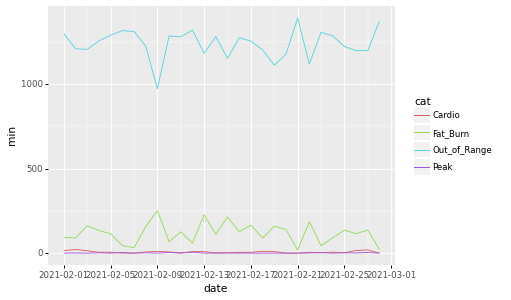 min
1000
500
0
2021-02-01
2021-02-05
2021-02-09
2021-02-13
2021-02-17
2021-02-21
2021-02-25
2021-03-01
date
cat
Cardio
Fat_Burn
Out_of_Range
Peak